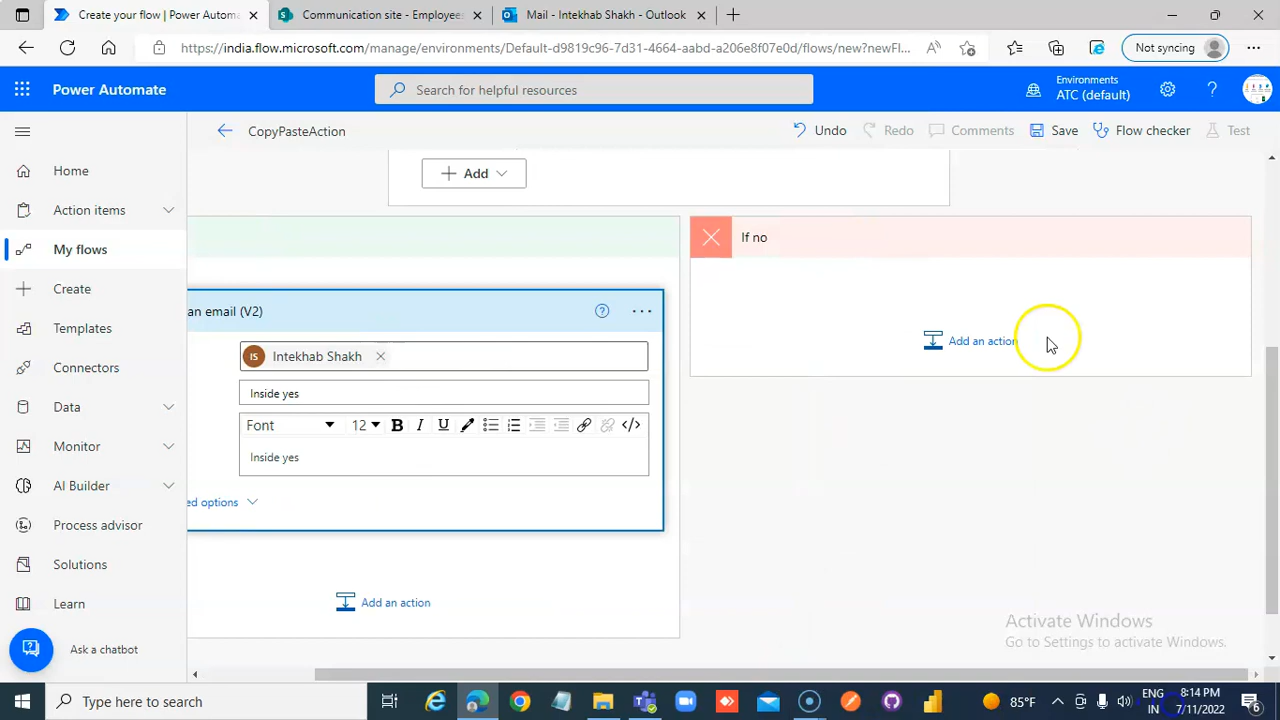 Create your flow | Power Automa
Communication site - Employees
Mail - Intekhab Shakh - Outlook
https://india.flow.microsoft.com/manage/environments/Default-d9819c96-7d31-4664-aabd-a206e8f07e0d/flows/new?newFl...
Not syncing
Power Automate
Search for helpful resources
Environments
ATC (default)
CopyPasteAction
Undo
Redo
Comments
Save
Flow checker
Test
Home
Action items
My flows
Create
Templates
Connectors
Data
Monitor
AI Builder
Process advisor
Solutions
Learn
Ask a chatbot
Add
If no
Add an action
an email (V2)
IS
Intekhab Shakh
Inside yes
Font
12
B I U
Inside yes
ed options
Add an action
Activate Windows
Go to Settings to activate Windows.
Type here to search
85°F
ENG
IN
8:14 PM
7/11/2022
6